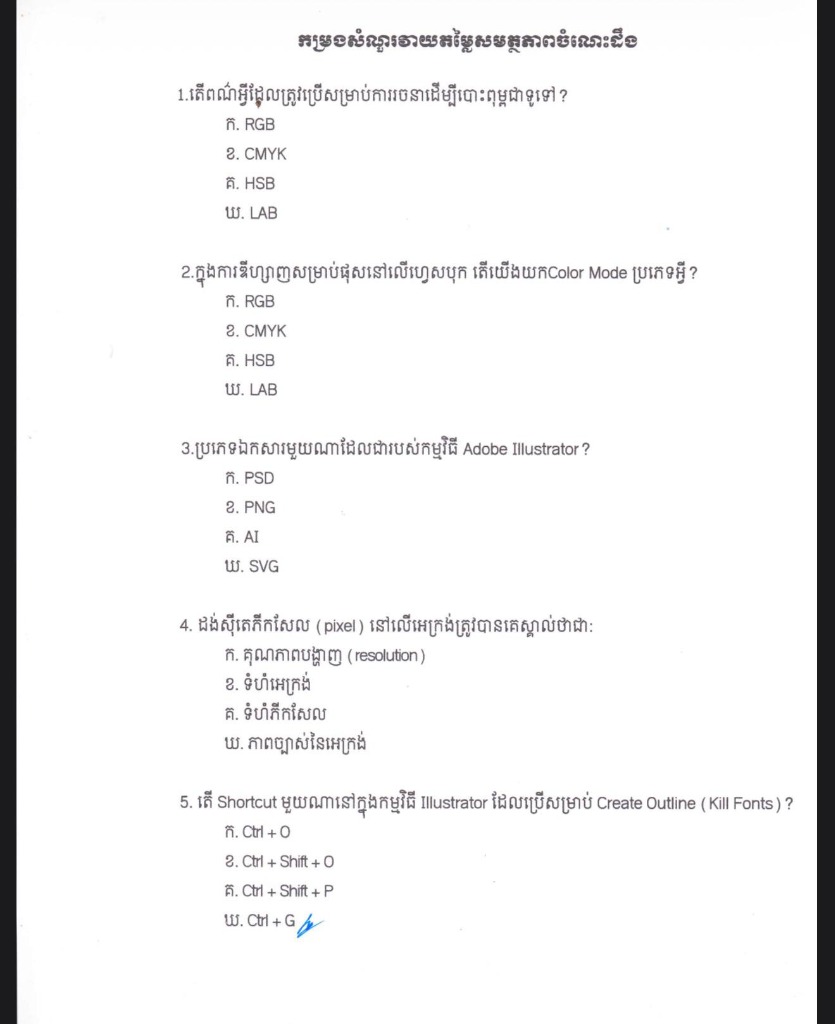 កម្រងសំណួរវាយតម្លៃសមត្ថភាពចំណេះដឹង
1.តើពណ៌អ្វីដែលត្រូវប្រើសម្រាប់ការរចនាដើម្បីបោះពុម្ពជាទូទៅ?
ក. RGB
ខ. CMYK
គ. HSB
ឃ. LAB
2.ក្នុងការឌីហ្សាញសម្រាប់ផុសនៅលើហ្វេសបុក តើយើងយកColor Mode ប្រភេទអ្វី?
ក. RGB
ខ. CMYK
គ. HSB
ឃ. LAB
3.ប្រភេទឯកសារមួយណាដែលជារបស់កម្មវិធី Adobe Illustrator?
ក. PSD
ខ. PNG
គ. AI
ឃ. SVG
4. ដង់ស៊ីតេភីកសែល (pixel) នៅលើអេក្រង់ត្រូវបានគេស្គាល់ថាជា:
ក. គុណភាពបង្ហាញ (resolution)
ខ. ទំហំអេក្រង់
គ. ទំហំភីកសែល
ឃ. ភាពច្បាស់នៃអេក្រង់
5. តើ Shortcut មួយណានៅក្នុងកម្មវិធី Illustrator ដែលប្រើសម្រាប់ Create Outline (Kill Fonts)?
ក. Ctrl + O
ខ. Ctrl + Shift + O
គ. Ctrl + Shift + P
ឃ. Ctrl + G